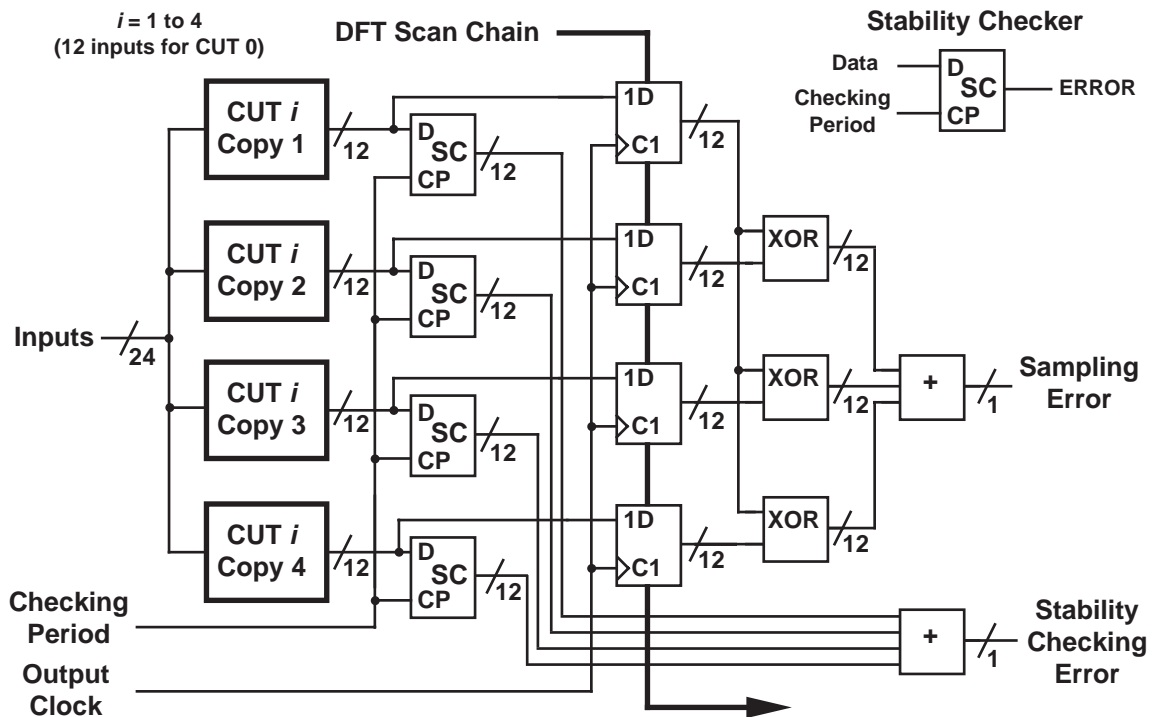 i = 1 to 4
(12 inputs for CUT 0)
DFT Scan Chain
Stability Checker
Data
Checking
Period
D
SC
CP
ERROR
CUT i
Copy 1
12
D
SC
CP
12
1D
C1
12
CUT i
Copy 2
12
D
SC
CP
12
1D
C1
12
XOR
12
Inputs
24
CUT i
Copy 3
12
D
SC
CP
12
1D
C1
12
XOR
12
+
1
Sampling
Error
CUT i
Copy 4
12
D
SC
CP
12
1D
C1
12
XOR
12
Checking
Period
Output
Clock
+
1
Stability
Checking
Error